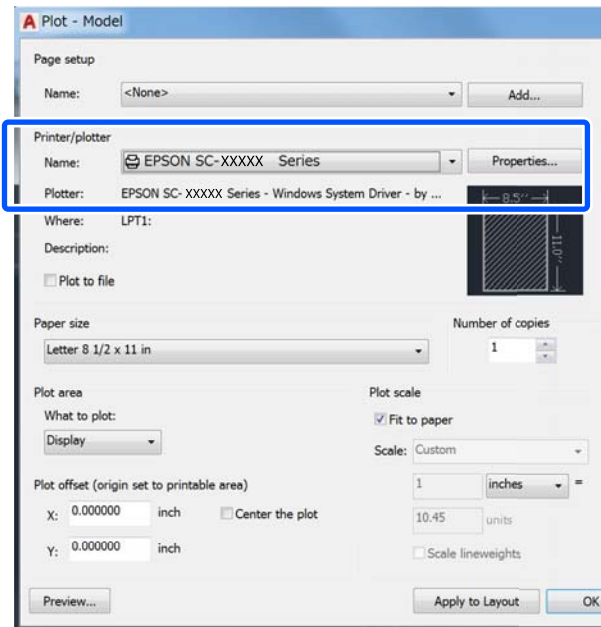 A Plot - Model
Page setup
Name: <None> Add...
Printer/plotter
Name: EPSON SC-XXXXX Series Properties...
Plotter: EPSON SC- XXXXX Series - Windows System Driver - by ...
Where: LPT1:
Description:
Plot to file
8.5''
11.0''
Paper size
Letter 8 1/2 x 11 in
Number of copies
1
Plot area
What to plot:
Display
Plot scale
Fit to paper
Scale: Custom
1 inches =
10.45 units
Scale lineweights
Plot offset (origin set to printable area)
X: 0.000000 inch Center the plot
Y: 0.000000 inch
Preview... Apply to Layout OK